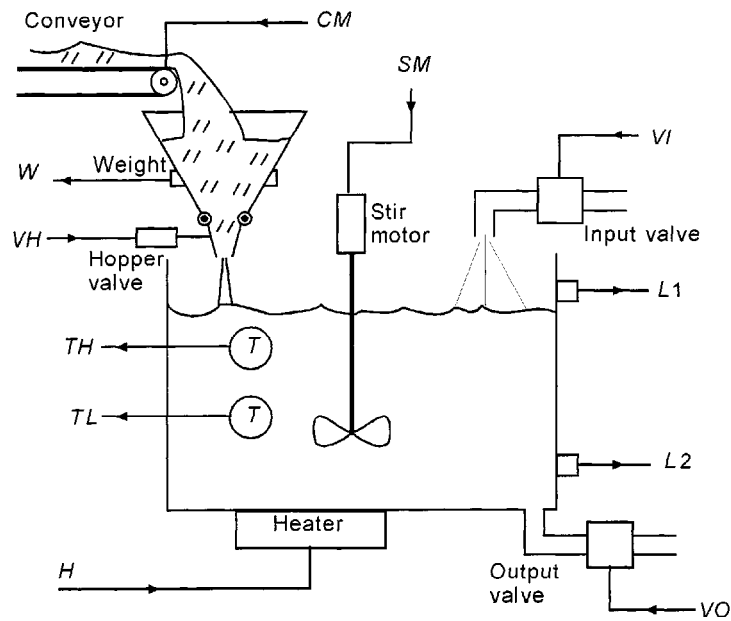 Conveyor
CM
SM
VI
W
Weight
Stir
motor
Input valve
VH
Hopper
valve
L1
TH
T
TL
T
L2
Heater
H
Output
valve
VO